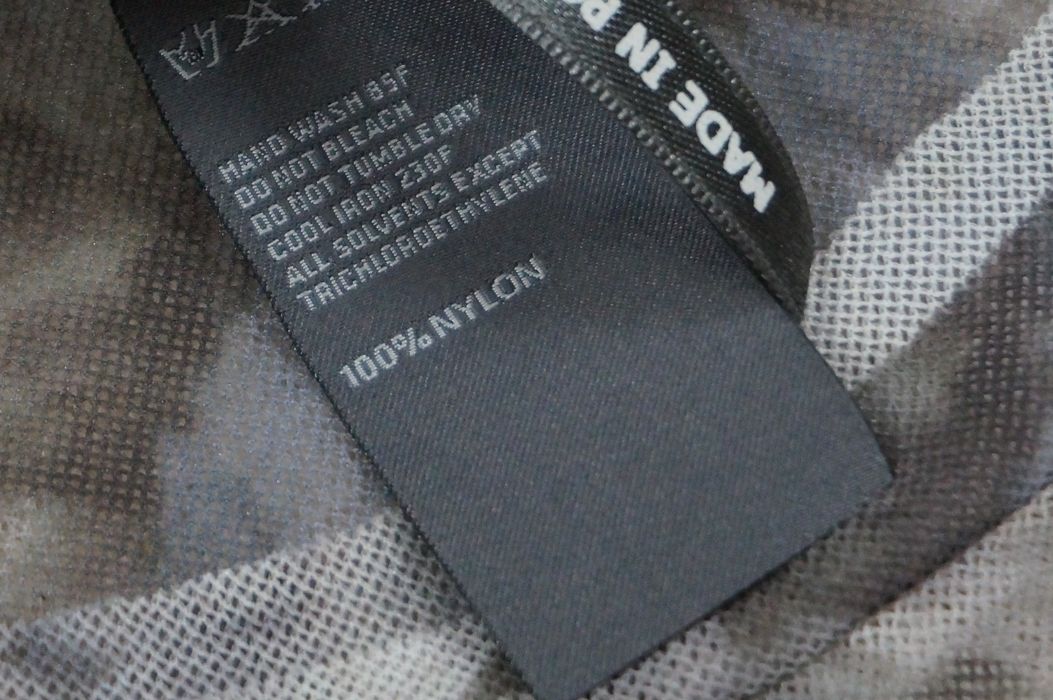 HAND WASH 85F
DO NOT BLEACH
DO NOT TUMBLE DRY
COOL IRON 230F
ALL SOLVENTS EXCEPT
TRICHLOROETHYLENE
100% NYLON
MADE IN